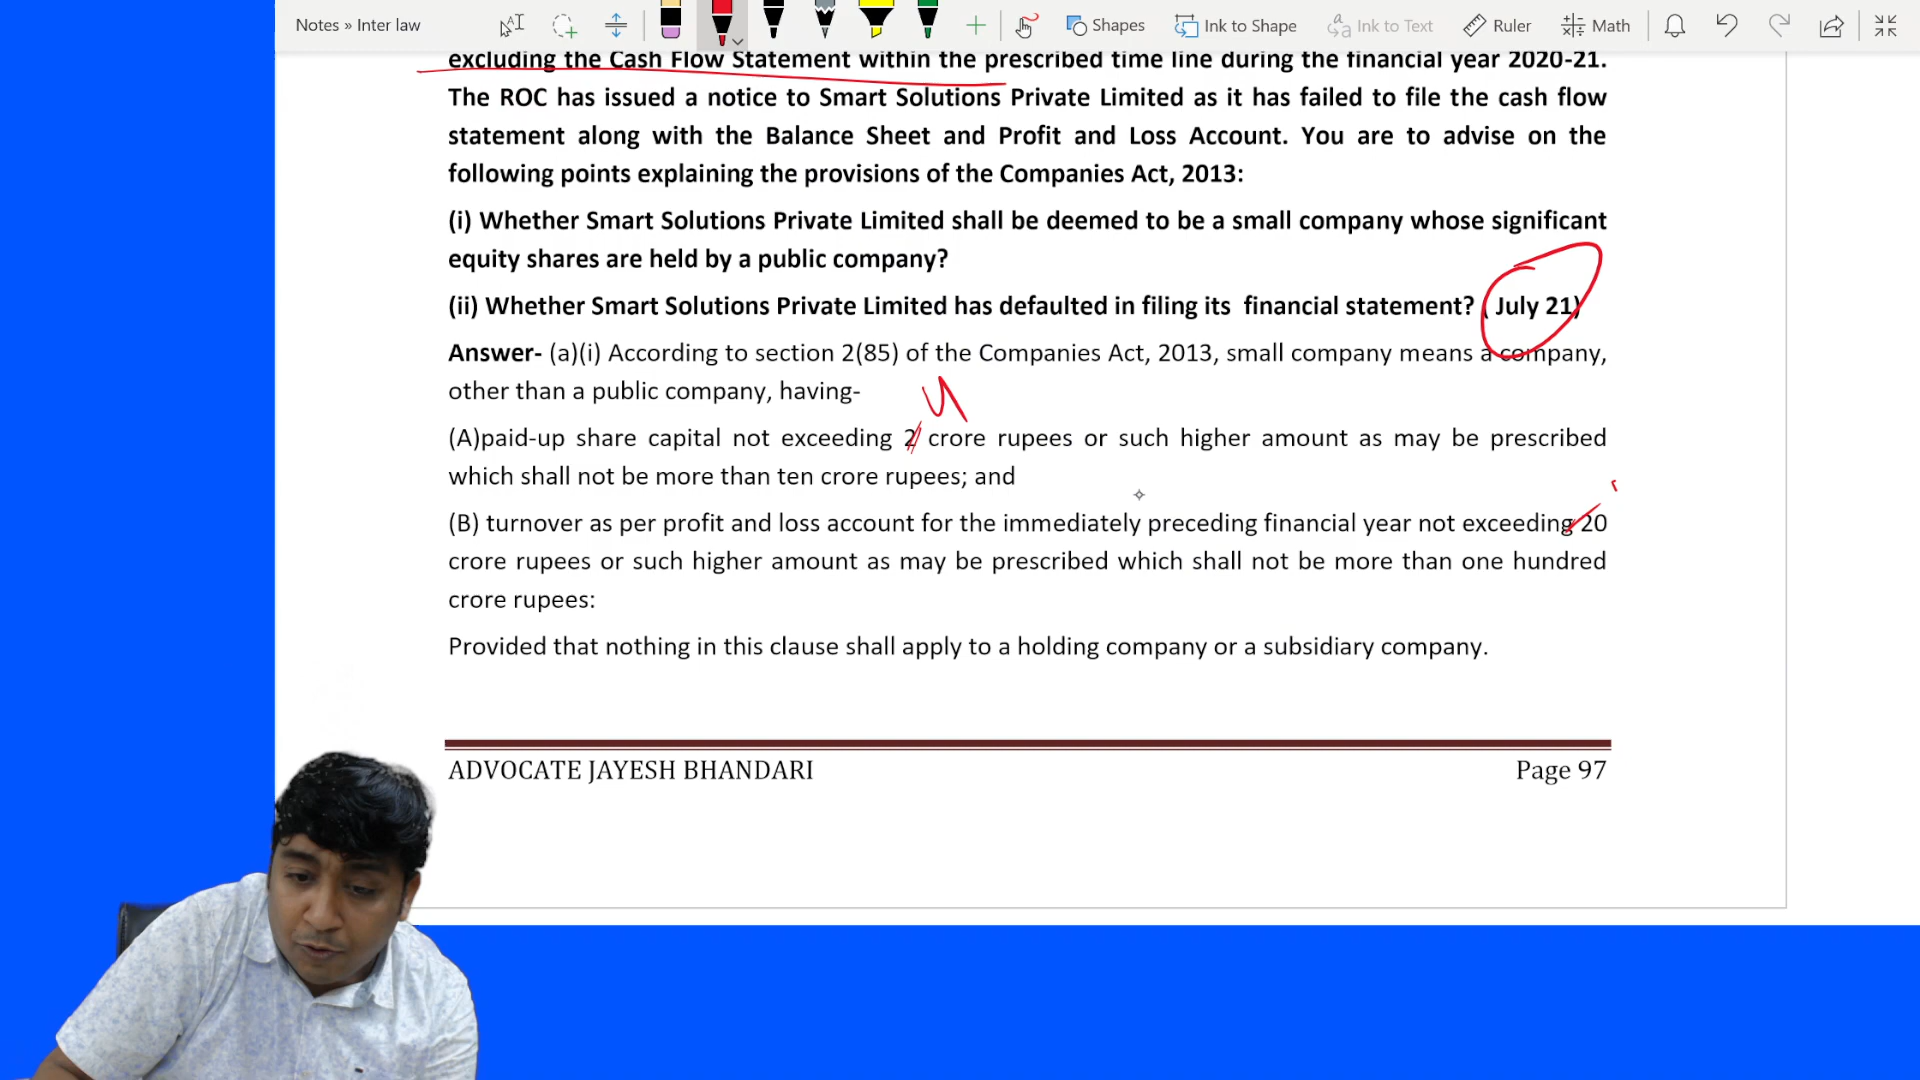 Notes » Inter law
Shapes
Ink to Shape
Ink to Text
Ruler
Math
excluding the Cash Flow Statement within the prescribed time line during the financial year 2020-21.
The ROC has issued a notice to Smart Solutions Private Limited as it has failed to file the cash flow
statement along with the Balance Sheet and Profit and Loss Account. You are to advise on the
following points explaining the provisions of the Companies Act, 2013:
(i) Whether Smart Solutions Private Limited shall be deemed to be a small company whose significant
equity shares are held by a public company?
(ii) Whether Smart Solutions Private Limited has defaulted in filing its financial statement? ( July 21)
Answer- (a)(i) According to section 2(85) of the Companies Act, 2013, small company means a company,
other than a public company, having-
4
(A)paid-up share capital not exceeding 2 crore rupees or such higher amount as may be prescribed
which shall not be more than ten crore rupees; and
(B) turnover as per profit and loss account for the immediately preceding financial year not exceeding 20
crore rupees or such higher amount as may be prescribed which shall not be more than one hundred
crore rupees:
Provided that nothing in this clause shall apply to a holding company or a subsidiary company.
ADVOCATE JAYESH BHANDARI
Page 97